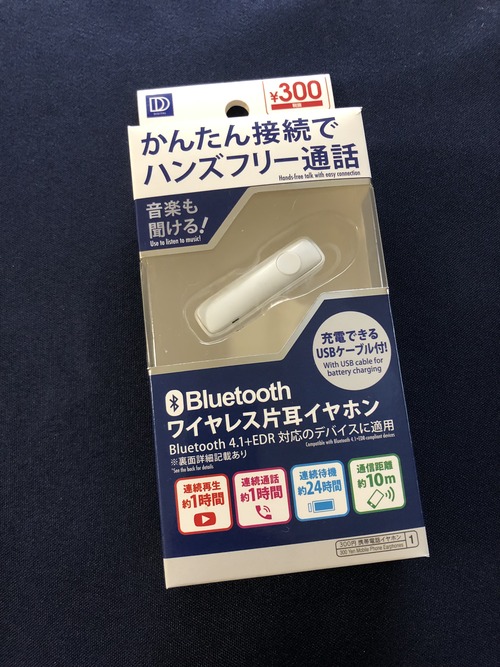 DD
DIGITAL
¥300
税抜
かんたん接続で
ハンズフリー通話
Hands-free talk with easy connection
音楽も
聞ける!
Use to listen to music!
充電できる
USBケーブル付!
With USB cable for
battery charging
Bluetooth
ワイヤレス片耳イヤホン
Bluetooth 4.1+EDR 対応のデバイスに適用
Compatible with Bluetooth 4.1+EDR-compliant devices
※裏面詳細記載あり
*See the back for details
連続再生
約1時間
連続通話
約1時間
連続待機
約24時間
通信距離
約10m
300円 携帯電話イヤホン
300 Yen Mobile Phone Earphones
1